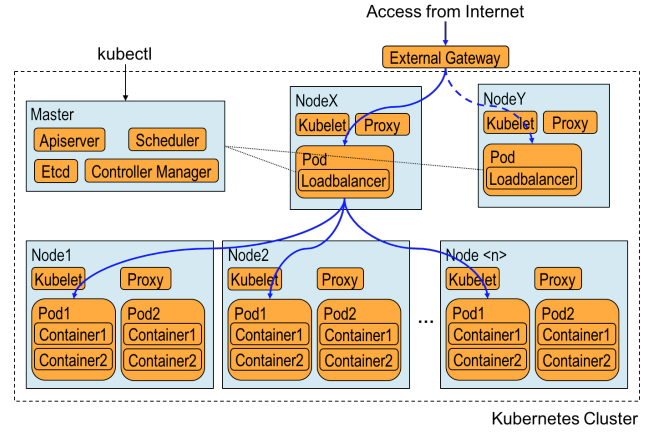 Access from Internet
External Gateway
kubectl
Master
Apiserver
Scheduler
Etcd
Controller Manager
NodeX
Kubelet
Proxy
Pod
Loadbalancer
NodeY
Kubelet
Proxy
Pod
Loadbalancer
Node1
Kubelet
Proxy
Pod1
Container1
Container2
Pod2
Container1
Container2
Node2
Kubelet
Proxy
Pod1
Container1
Container2
Pod2
Container1
Container2
...
Node <n>
Kubelet
Proxy
Pod1
Container1
Container2
Pod2
Container1
Container2
Kubernetes Cluster